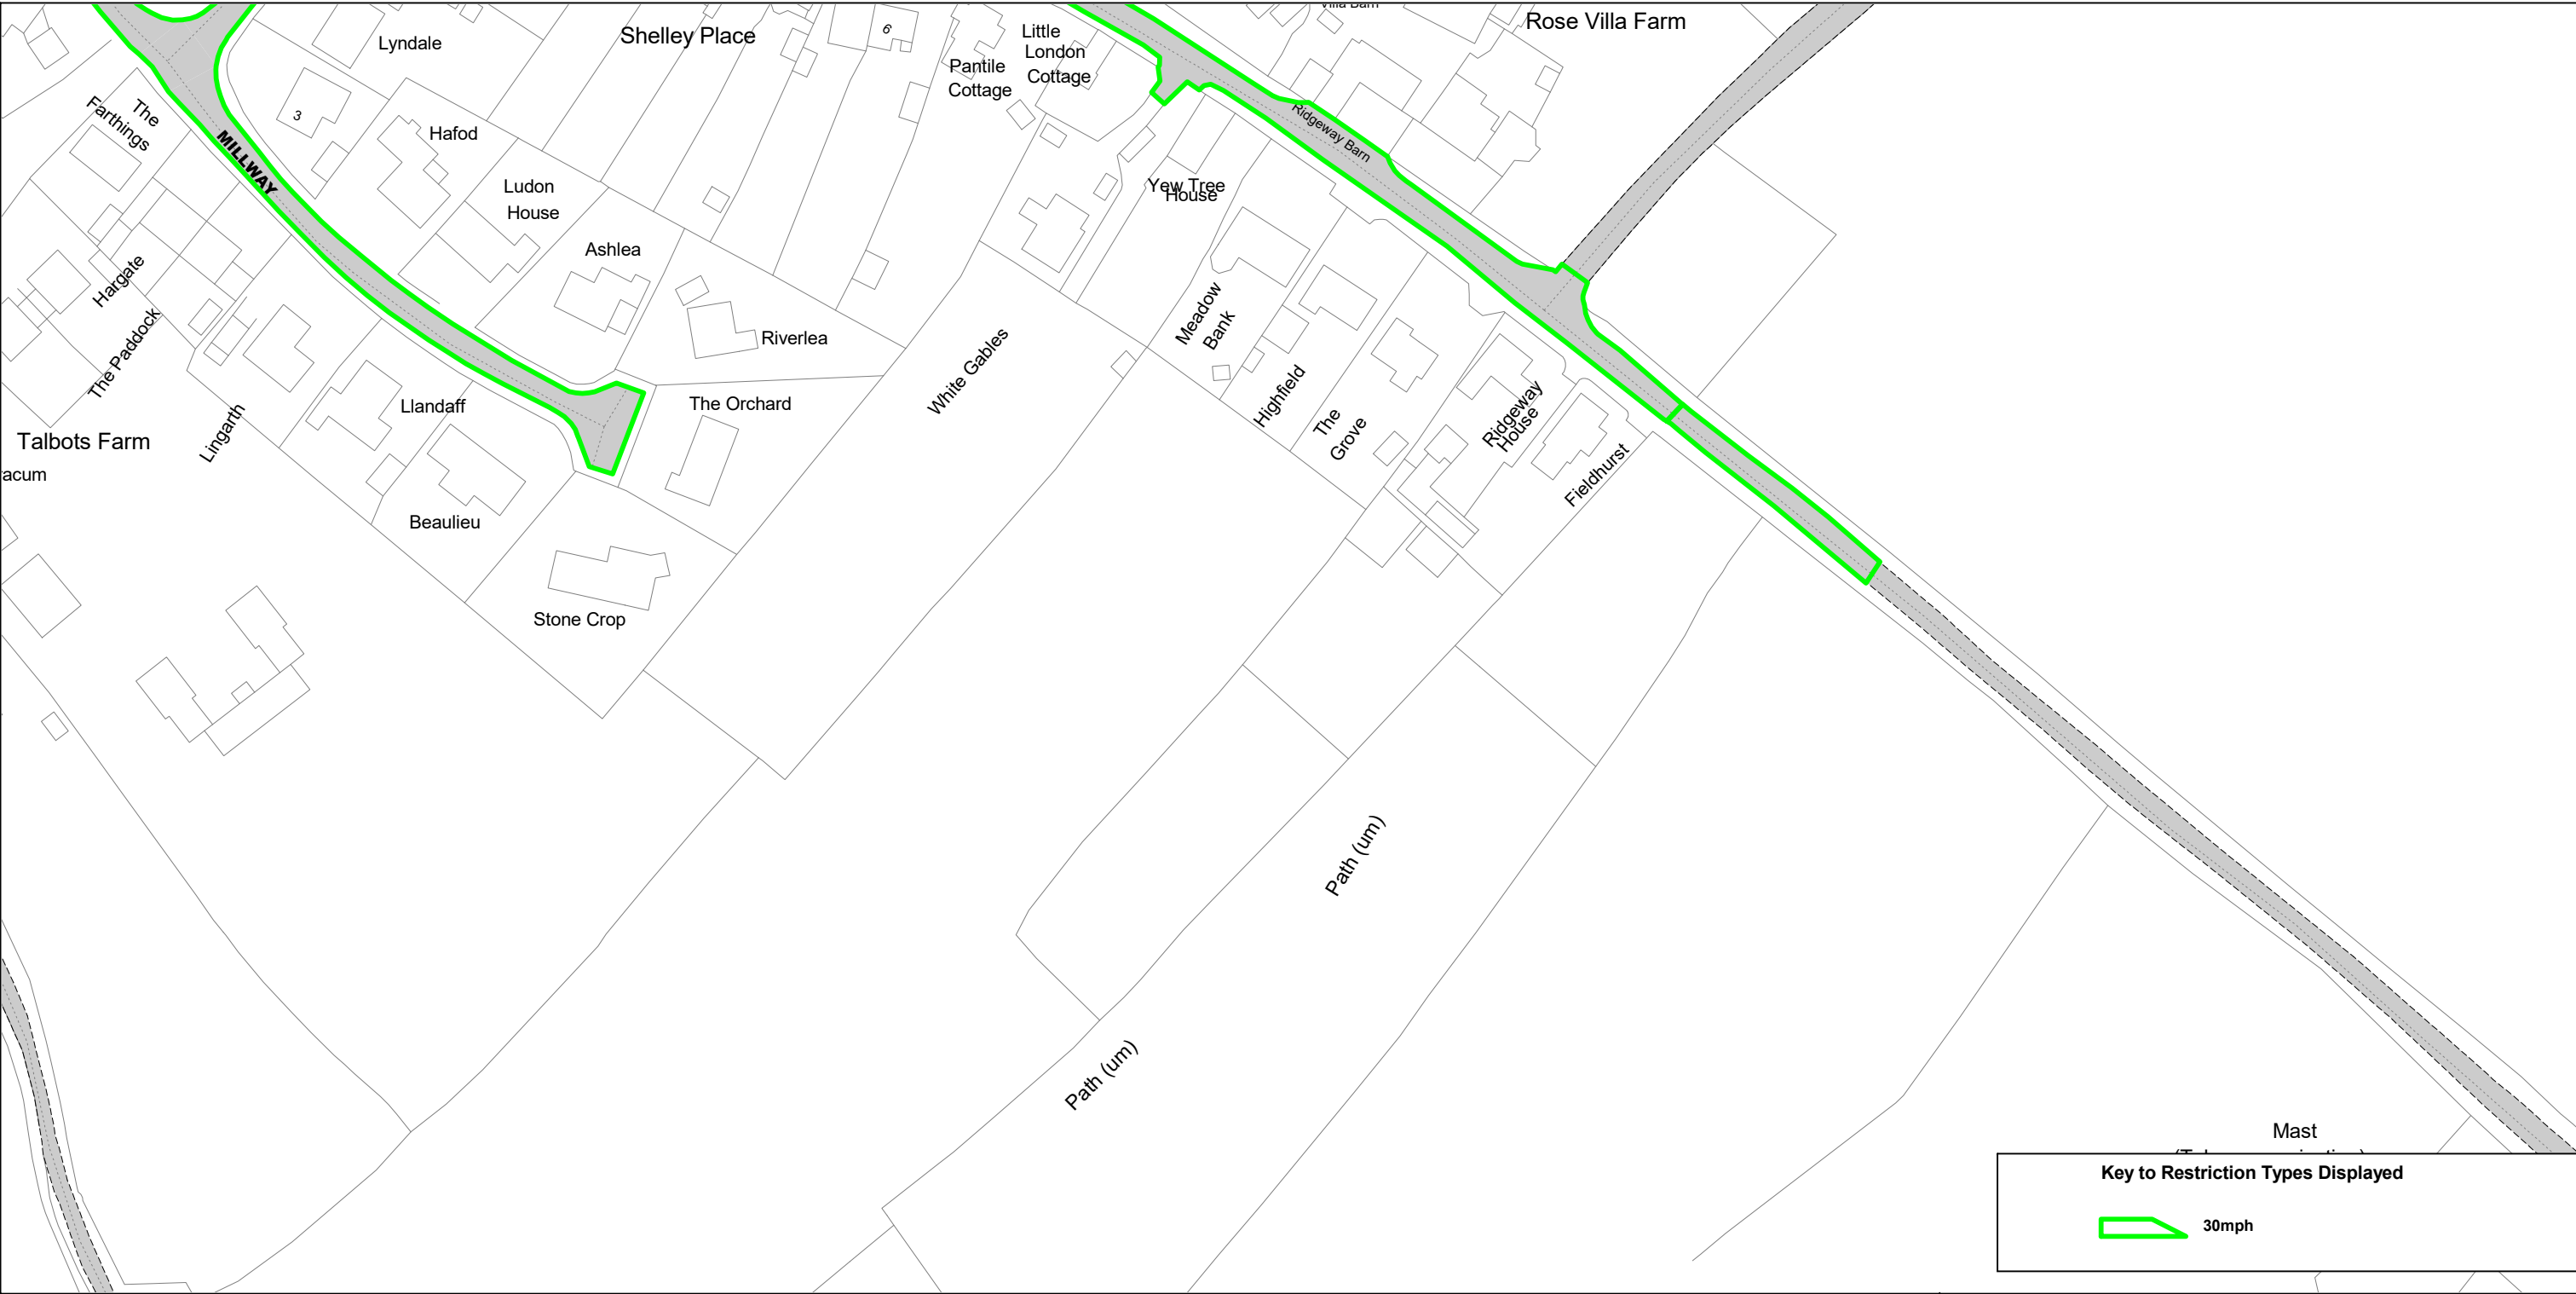 Rose Villa Farm
Shelley Place
6
Little
London
Cottage
Lyndale
Pantile
Cottage
The
Farthings
3
Hafod
MILLWAY
Ridgeway Barn
Ludon
House
Yew Tree
House
Ashlea
Hargate
The Paddock
Riverlea
Meadow
Bank
White Gables
Highfield
The
Grove
Ridgeway
House
Fieldhurst
Lingarth
Llandaff
The Orchard
Talbots Farm
acum
Beaulieu
Stone Crop
Path (um)
Path (um)
Mast
Key to Restriction Types Displayed
30mph